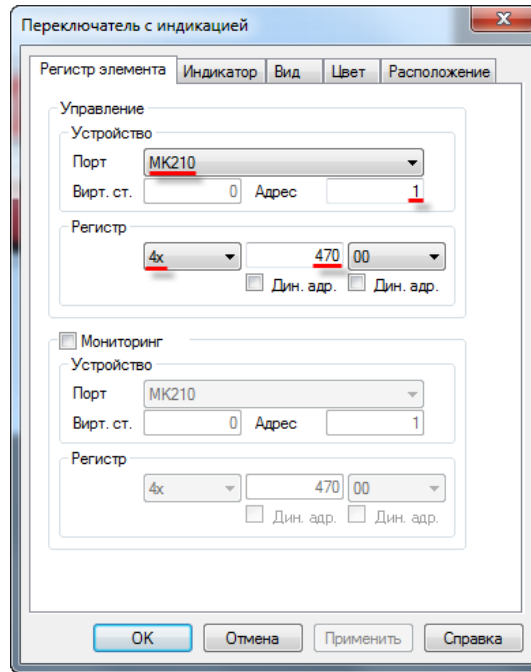 Переключатель с индикацией
Регистр элемента Индикатор Вид Цвет Расположение
Управление
Устройство
Порт МК210
Вирт. ст. 0 Адрес 1
Регистр
4x 470 00
Дин. адр. Дин. адр.
Мониторинг
Устройство
Порт МК210
Вирт. ст. 0 Адрес 1
Регистр
4x 470 00
Дин. адр. Дин. адр.
OK Отмена Применить Справка